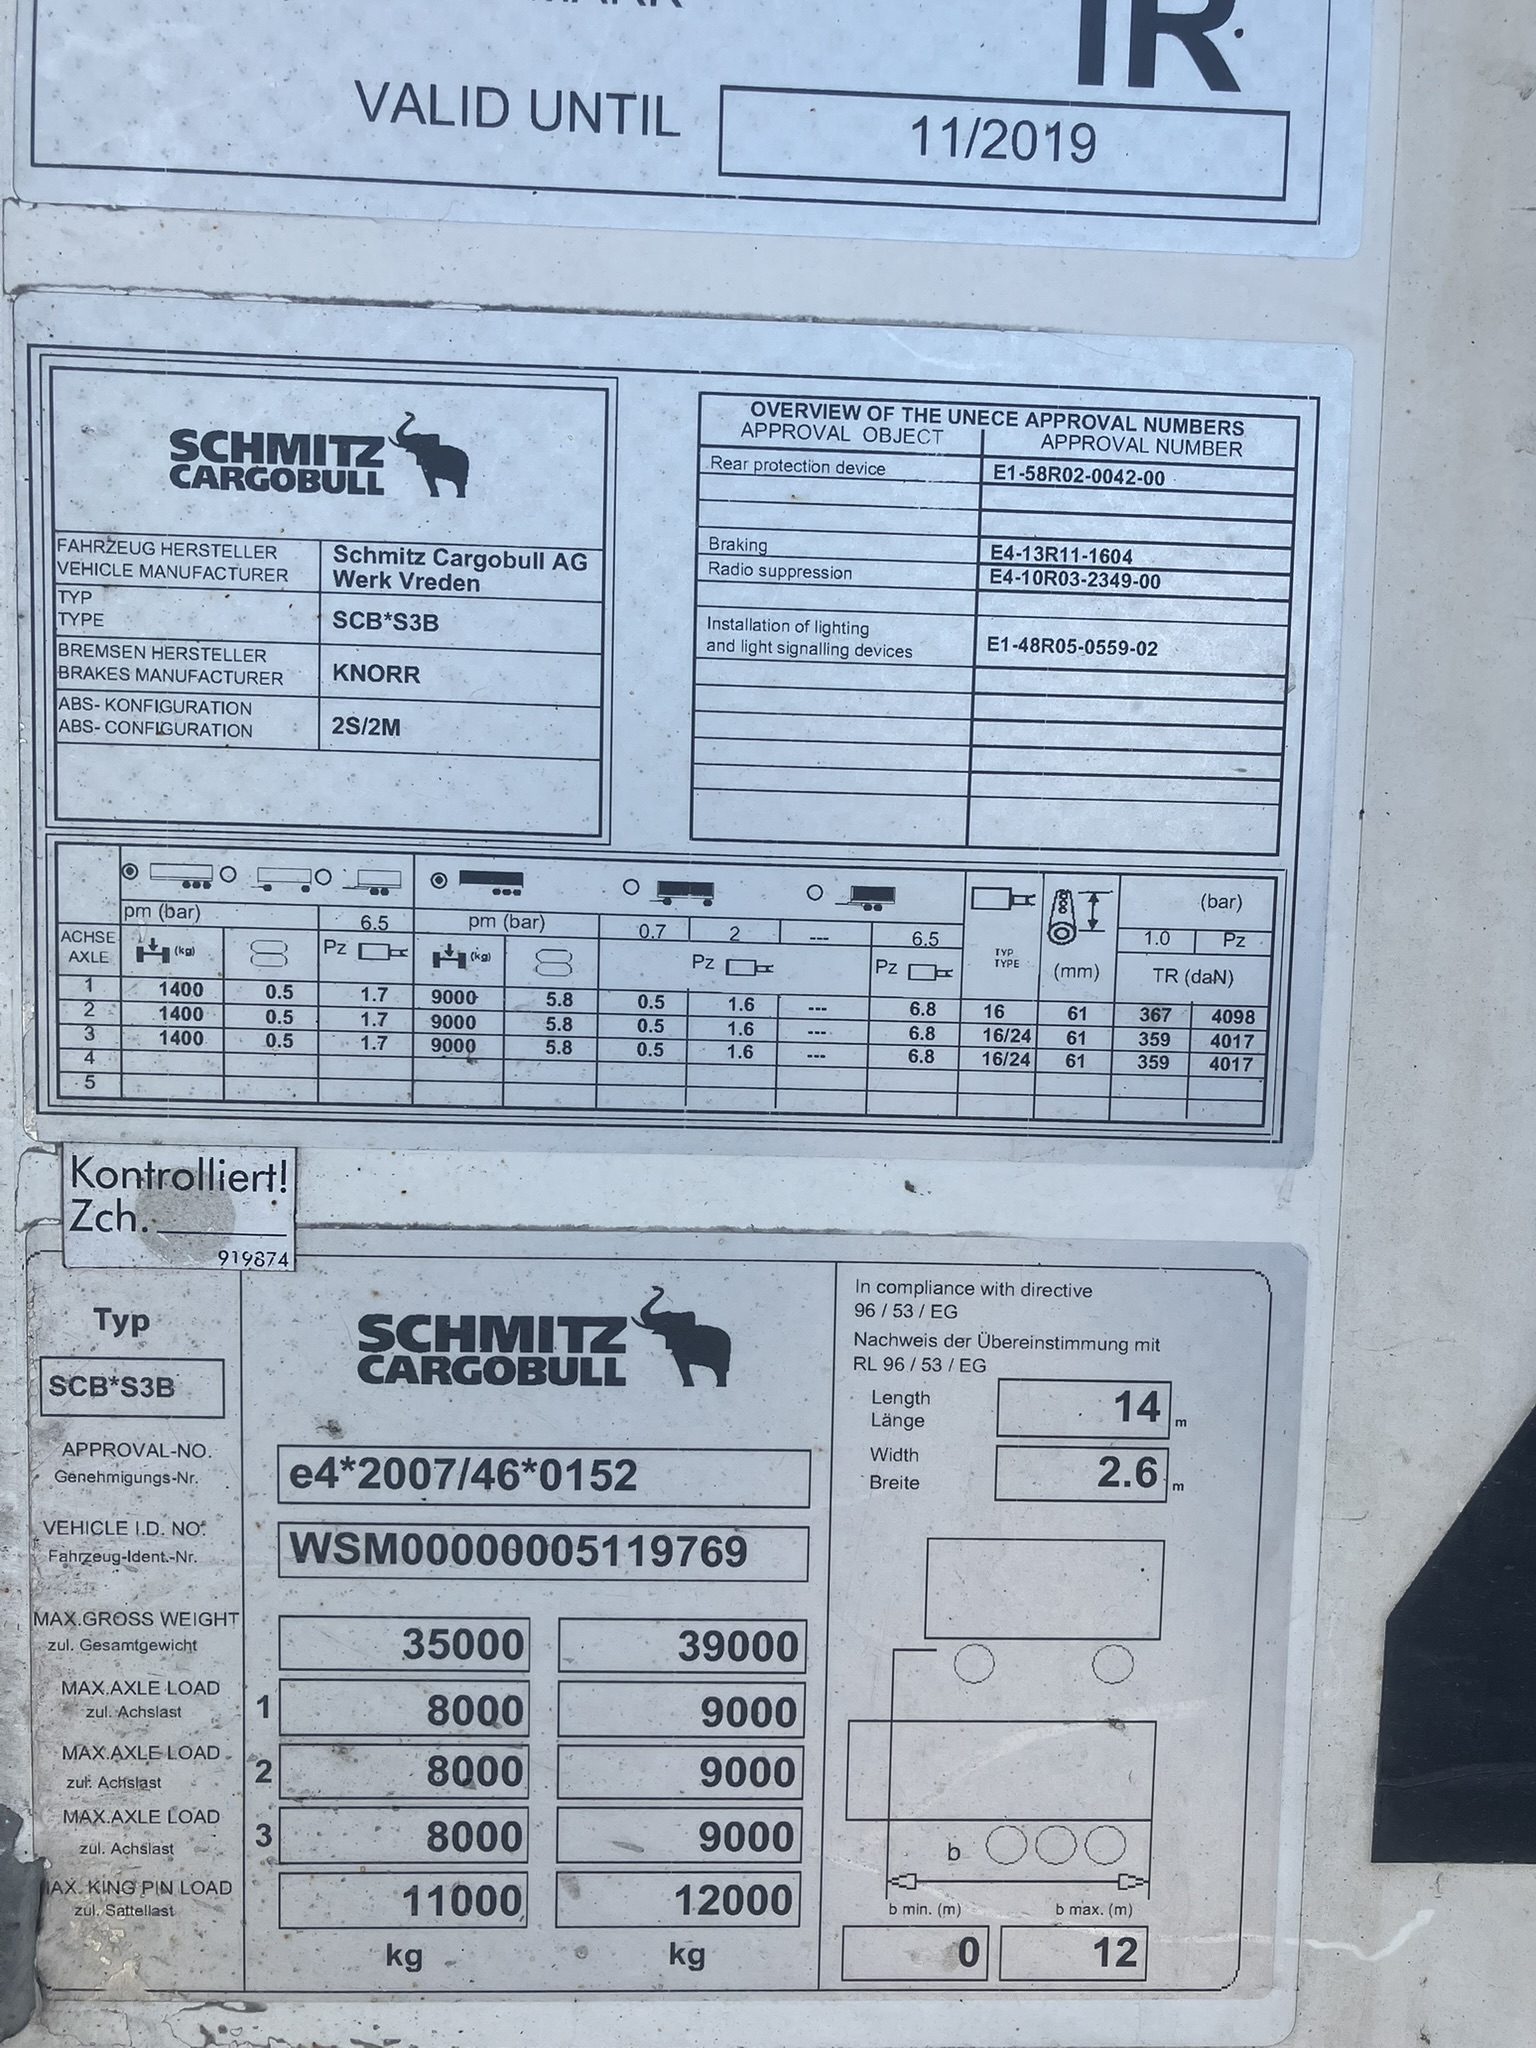 MARK
IR
VALID UNTIL 11/2019
SCHMITZ
CARGOBULL
FAHRZEUG HERSTELLER
VEHICLE MANUFACTURER
Schmitz Cargobull AG
Werk Vreden
TYP
TYPE
SCB*S3B
BREMSEN HERSTELLER
BRAKES MANUFACTURER
KNORR
ABS- KONFIGURATION
ABS- CONFIGURATION
2S/2M
OVERVIEW OF THE UNECE APPROVAL NUMBERS
APPROVAL OBJECT APPROVAL NUMBER
Rear protection device E1-58R02-0042-00
Braking E4-13R11-1604
Radio suppression E4-10R03-2349-00
Installation of lighting
and light signalling devices E1-48R05-0559-02
pm (bar) 6.5 pm (bar) 0.7 2 --- 6.5 (bar)
1.0 Pz
ACHSE
AXLE
(kg) Pz (kg) Pz Pz TYP
TYPE (mm) TR (daN)
1 1400 0.5 1.7 9000 5.8 0.5 1.6 --- 6.8 16 61 367 4098
2 1400 0.5 1.7 9000 5.8 0.5 1.6 --- 6.8 16/24 61 359 4017
3 1400 0.5 1.7 9000 5.8 0.5 1.6 --- 6.8 16/24 61 359 4017
4
5
Kontrolliert!
Zch.
919874
Typ
SCB*S3B
SCHMITZ
CARGOBULL
APPROVAL-NO.
Genehmigungs-Nr.
e4*2007/46*0152
VEHICLE I.D. NO.
Fahrzeug-Ident.-Nr.
WSM00000005119769
MAX.GROSS WEIGHT
zul. Gesamtgewicht
35000 39000
MAX.AXLE LOAD
zul. Achslast
1 8000 9000
MAX.AXLE LOAD
zul. Achslast
2 8000 9000
MAX.AXLE LOAD
zul. Achslast
3 8000 9000
AX. KING PIN LOAD
zul. Sattellast
11000 12000
kg kg
In compliance with directive
96 / 53 / EG
Nachweis der Übereinstimmung mit
RL 96 / 53 / EG
Length
Länge
14 m
Width
Breite
2.6 m
b
b min. (m) b max. (m)
0 12